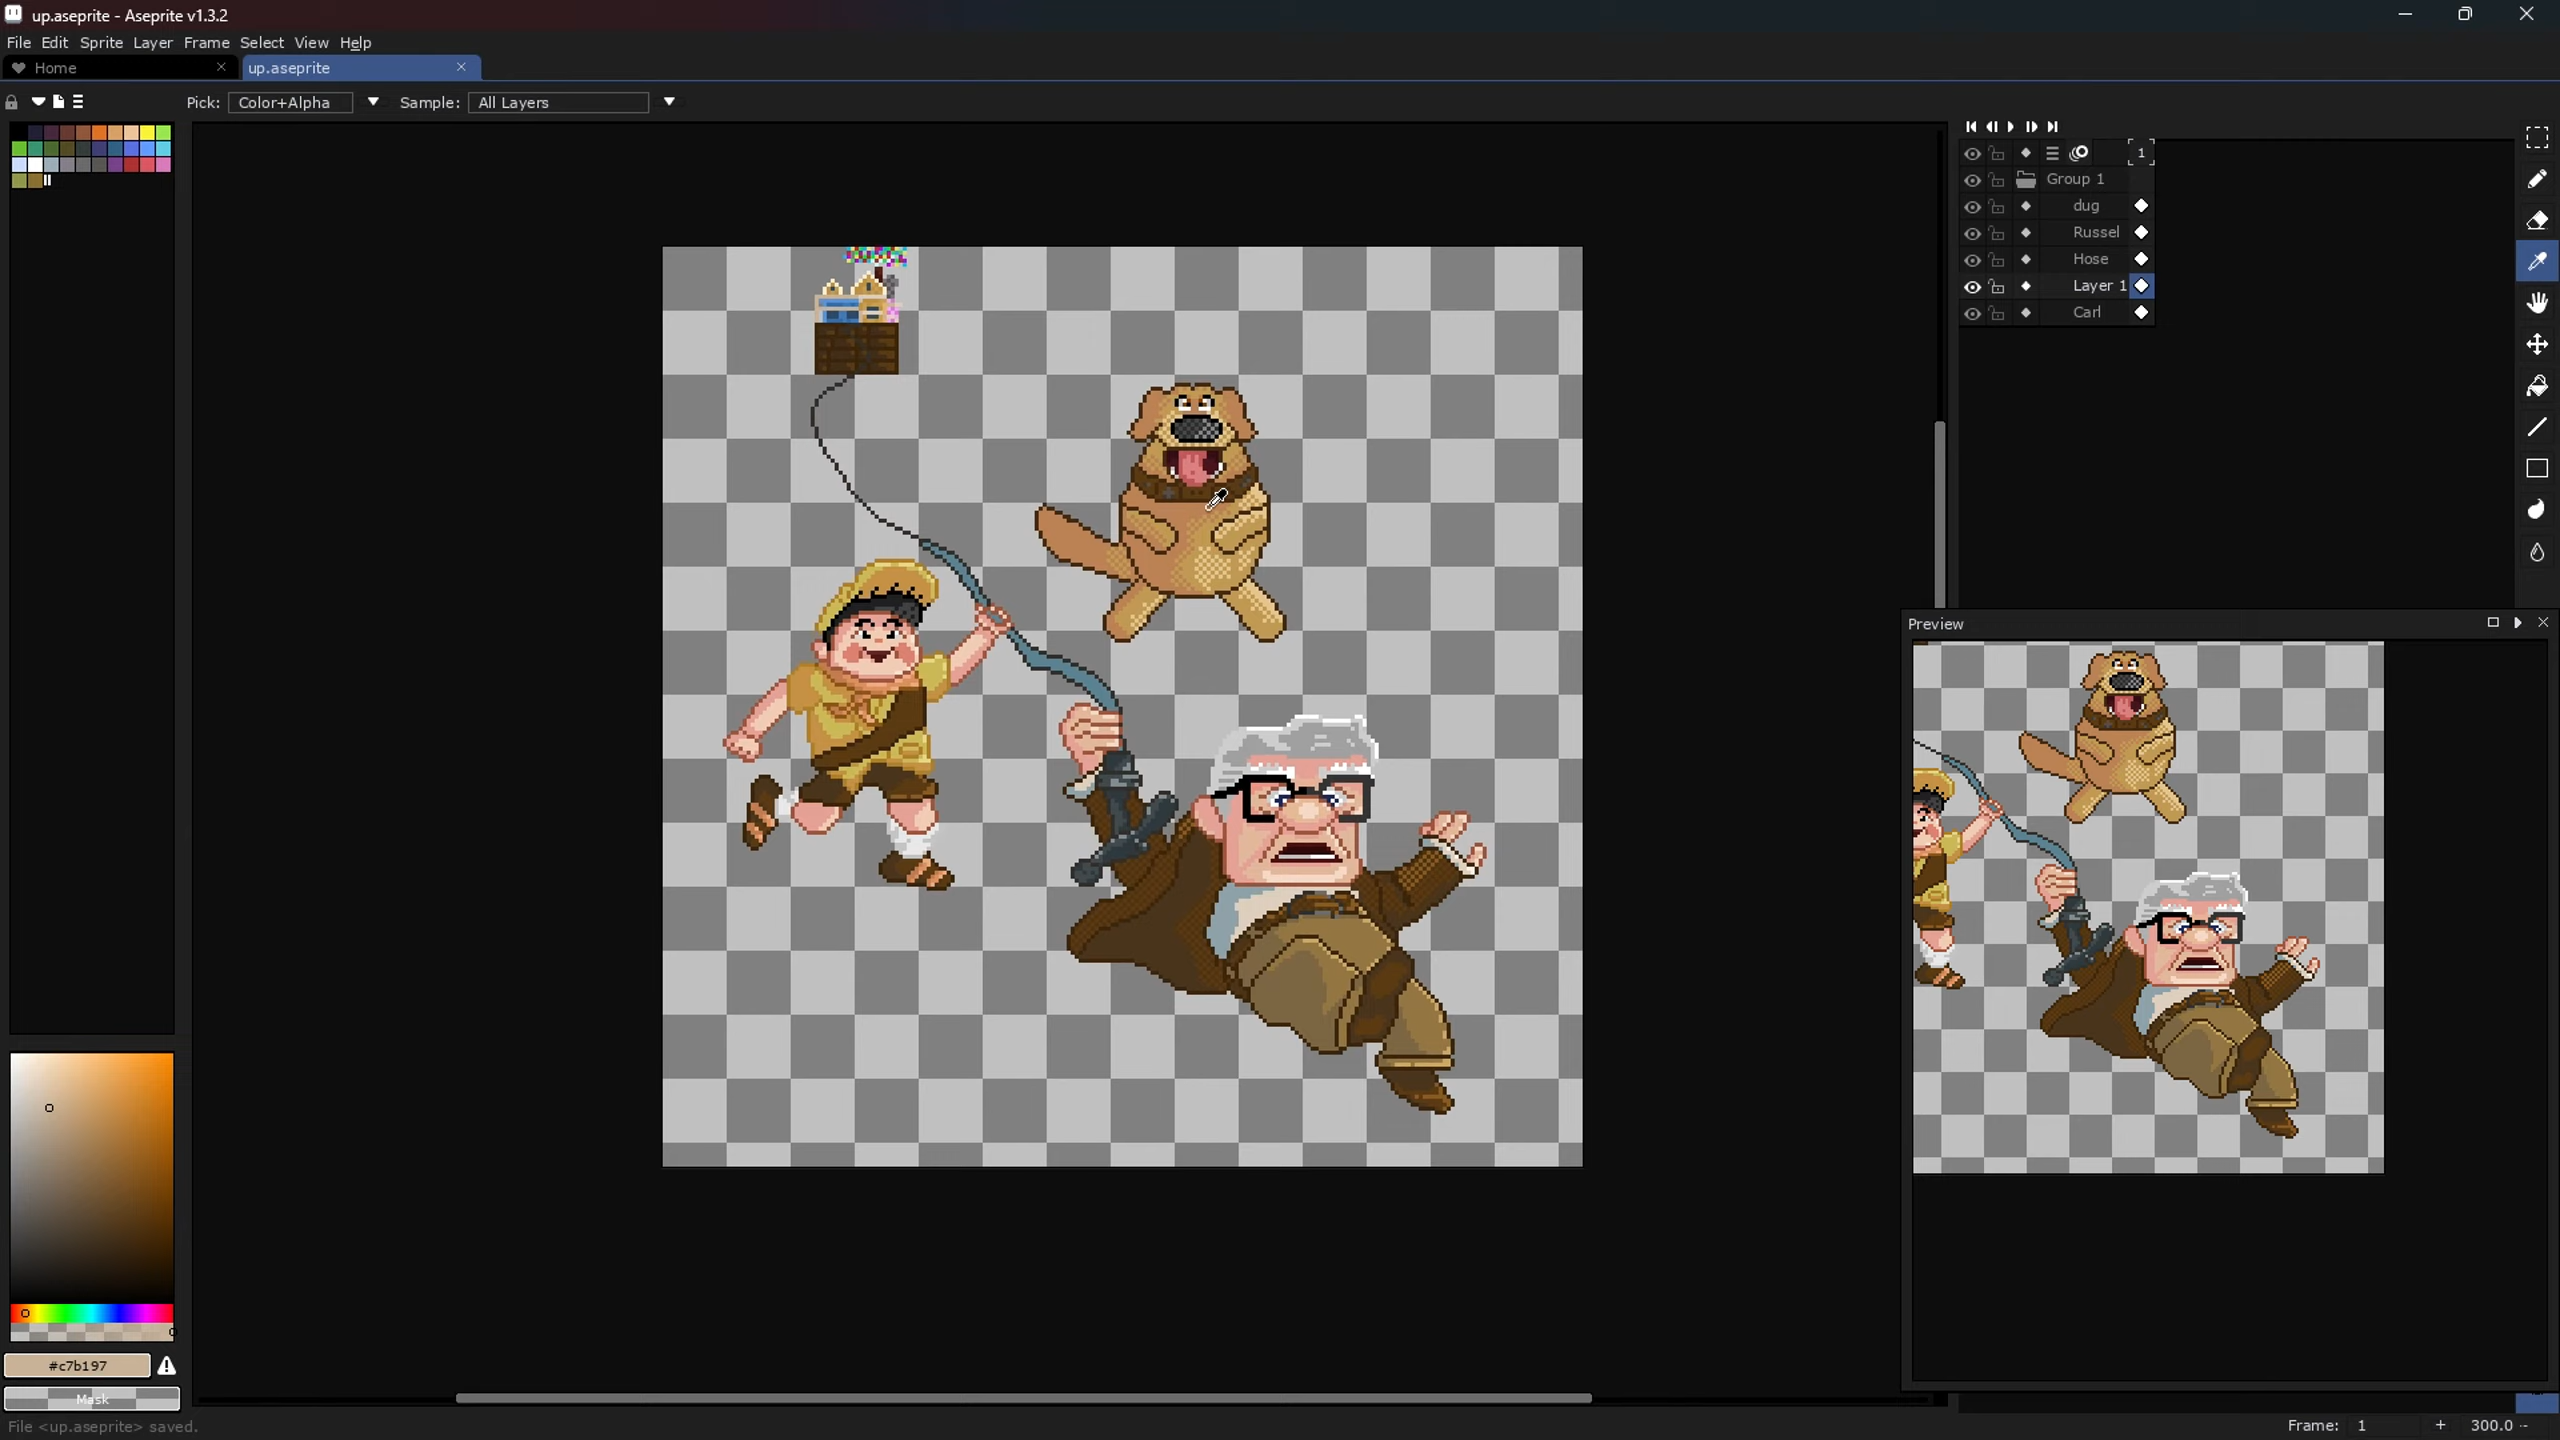 up.aseprite - Aseprite v1.3.2
File Edit Sprite Layer Frame Select View Help
Home
up.aseprite
Pick: Color+Alpha Sample: All Layers
1
Group 1
dug
Russel
Hose
Layer 1
Carl
Preview
#c7b197
Mask
File <up.aseprite> saved.
Frame: 1 + 300.0